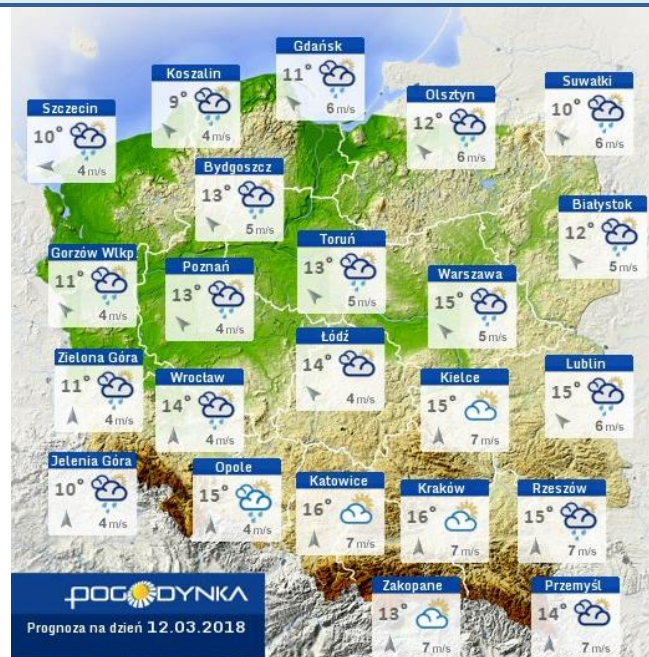 Gdańsk
11°
6 m/s
Koszalin
9°
4 m/s
Suwałki
10°
6 m/s
Olsztyn
12°
6 m/s
Szczecin
10°
4 m/s
Bydgoszcz
13°
5 m/s
Białystok
12°
5 m/s
Toruń
13°
5 m/s
Gorzów Wlkp
11°
4 m/s
Poznań
13°
4 m/s
Warszawa
15°
5 m/s
Łódź
14°
4 m/s
Zielona Góra
11°
4 m/s
Wrocław
14°
4 m/s
Kielce
15°
7 m/s
Lublin
15°
6 m/s
Jelenia Góra
10°
4 m/s
Opole
15°
4 m/s
Katowice
16°
7 m/s
Kraków
16°
7 m/s
Rzeszów
15°
7 m/s
Zakopane
13°
7 m/s
Przemyśl
14°
7 m/s
POGODYNKA
Prognoza na dzień 12.03.2018